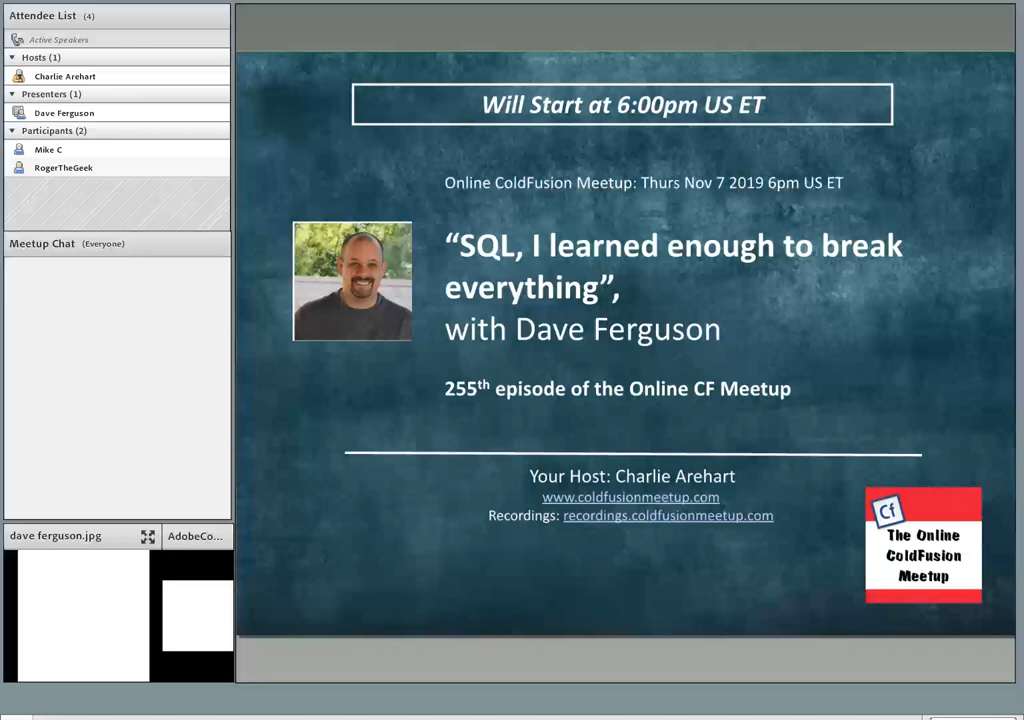 Attendee List (4)
Active Speakers
Hosts (1)
Charlie Arehart
Presenters (1)
Dave Ferguson
Participants (2)
Mike C
RogerTheGeek
Meetup Chat (Everyone)
dave ferguson.jpg
AdobeCo...
Will Start at 6:00pm US ET
Online ColdFusion Meetup: Thurs Nov 7 2019 6pm US ET
“SQL, I learned enough to break
everything”,
with Dave Ferguson
255th episode of the Online CF Meetup
Your Host: Charlie Arehart
www.coldfusionmeetup.com
Recordings: recordings.coldfusionmeetup.com
Cf
The Online
ColdFusion
Meetup